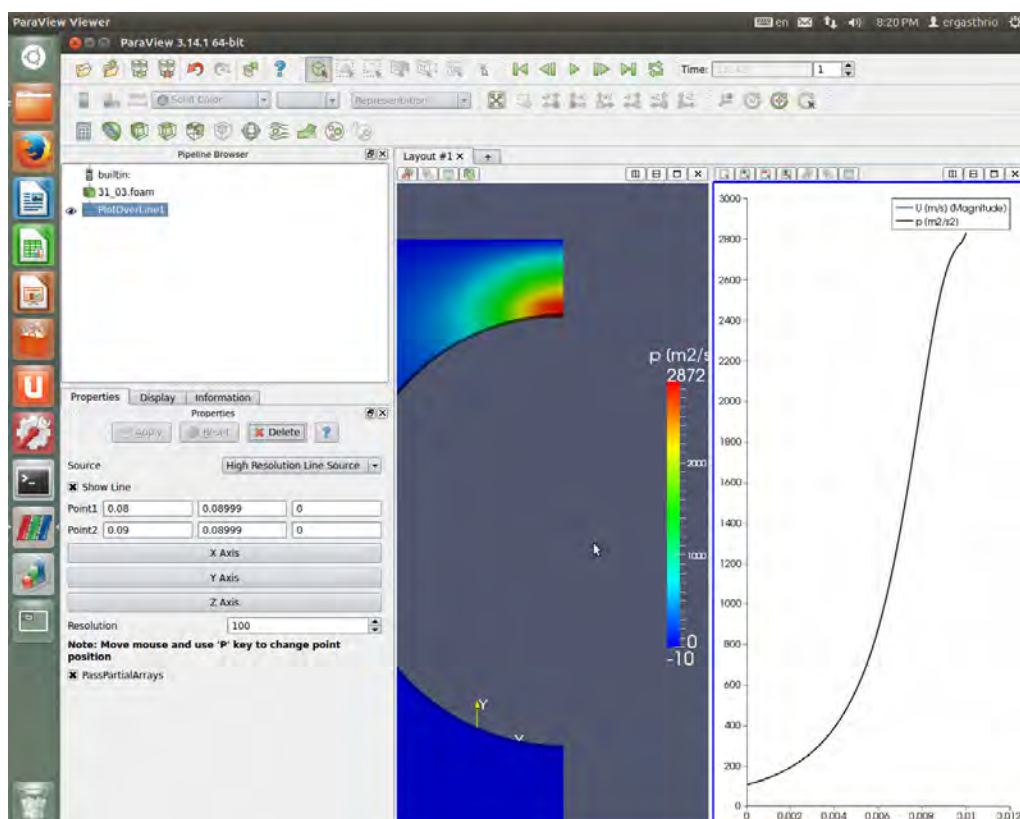 ParaView Viewer
en
8:20 PM
ergasthrio
ParaView 3.14.1 64-bit
Time:
1
Solid Color
Representation
Pipeline Browser
builtin:
31_03.foam
PlotOverLine1
Layout #1
Properties Display Information
Properties
Apply Reset Delete ?
Source High Resolution Line Source
Show Line
Point1 0.08 0.08999 0
Point2 0.09 0.08999 0
X Axis
Y Axis
Z Axis
Resolution 100
Note: Move mouse and use 'P' key to change point
position
PassPartialArrays
p (m2/s
2872
2000
1000
0
-10
Y
U (m/s) (Magnitude)
p (m2/s2)
3000
2800
2600
2400
2200
2000
1800
1600
1400
1200
1000
800
600
400
200
0
0 0.002 0.004 0.006 0.008 0.01 0.012